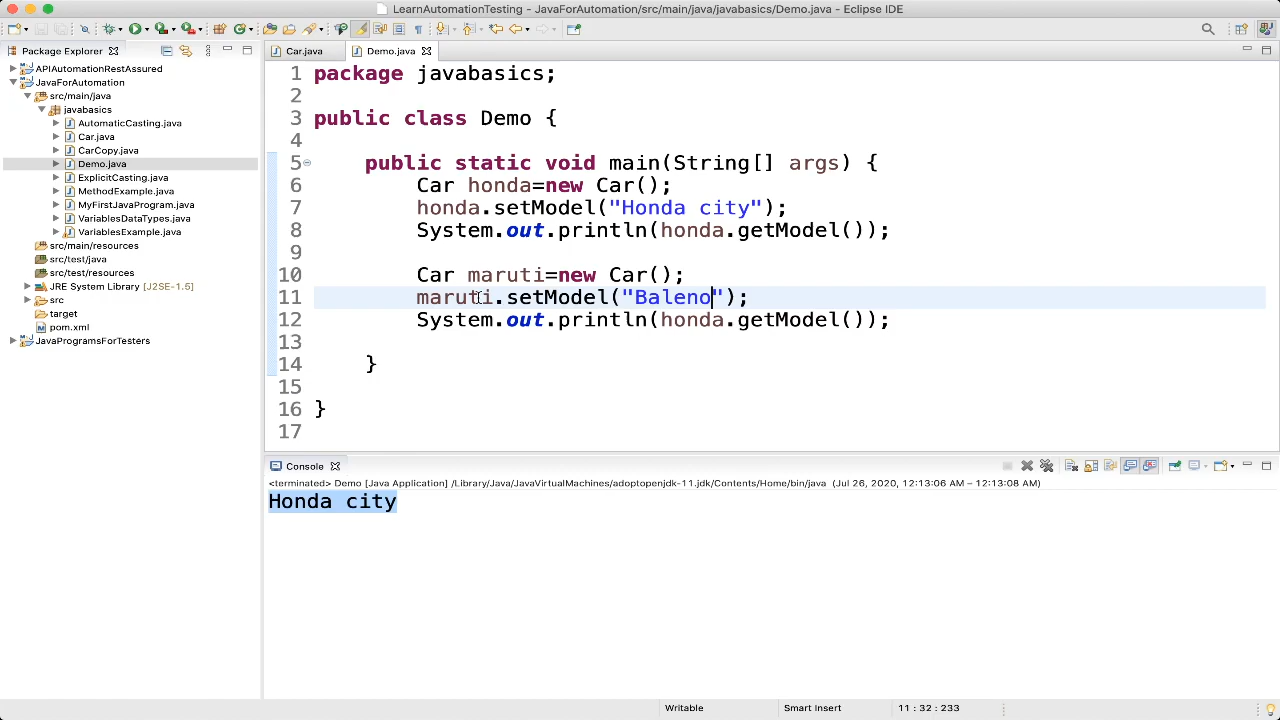 LearnAutomationTesting - JavaForAutomation/src/main/java/javabasics/Demo.java - Eclipse IDE
Package Explorer
APIAutomationRestAssured
JavaForAutomation
src/main/java
javabasics
AutomaticCasting.java
Car.java
CarCopy.java
Demo.java
ExplicitCasting.java
MethodExample.java
MyFirstJavaProgram.java
VariablesDataTypes.java
VariablesExample.java
src/main/resources
src/test/java
src/test/resources
JRE System Library [J2SE-1.5]
src
target
pom.xml
JavaProgramsForTesters
Car.java
Demo.java
1 package javabasics;
2
3 public class Demo {
4
5 public static void main(String[] args) {
6 Car honda=new Car();
7 honda.setModel("Honda city");
8 System.out.println(honda.getModel());
9
10 Car maruti=new Car();
11 maruti.setModel("Baleno");
12 System.out.println(honda.getModel());
13
14 }
15
16 }
17
Console
<terminated> Demo [Java Application] /Library/Java/JavaVirtualMachines/adoptopenjdk-11.jdk/Contents/Home/bin/java (Jul 26, 2020, 12:13:06 AM – 12:13:08 AM)
Honda city
Writable
Smart Insert
11 : 32 : 233